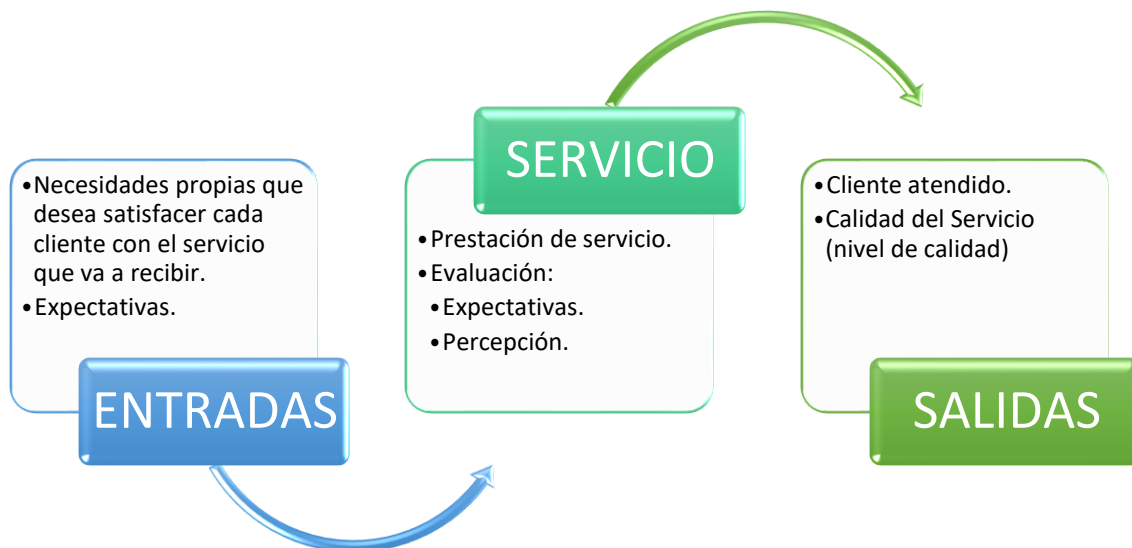 •Necesidades propias que
desea satisfacer cada
cliente con el servicio
que va a recibir.
•Expectativas.
ENTRADAS
SERVICIO
•Prestación de servicio.
•Evaluación:
•Expectativas.
•Percepción.
•Cliente atendido.
•Calidad del Servicio
(nivel de calidad)
SALIDAS